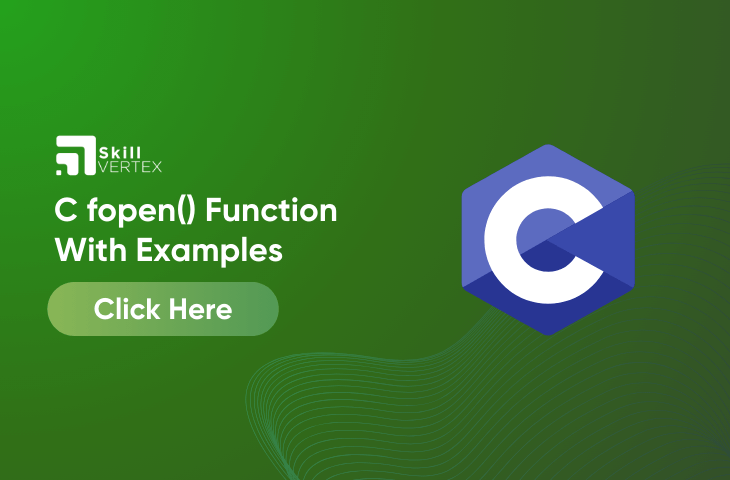 Skill
VERTEX
C fopen() Function
With Examples
Click Here